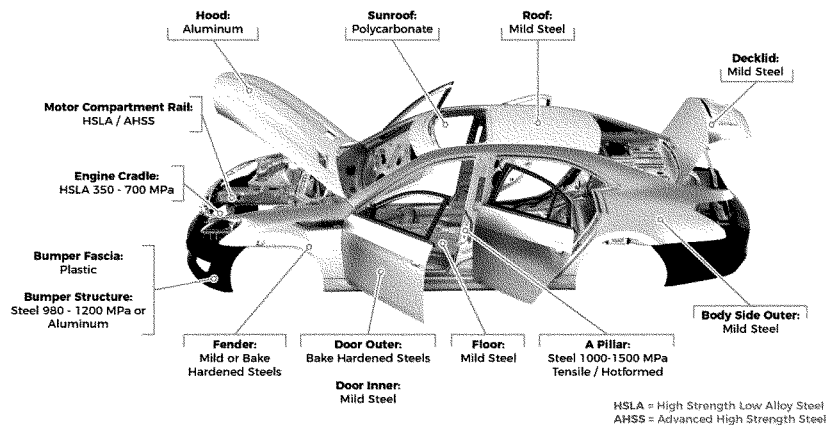 Hood:
Aluminum
Sunroof:
Polycarbonate
Roof:
Mild Steel
Decklid:
Mild Steel
Motor Compartment Rail:
HSLA / AHSS
Engine Cradle:
HSLA 350 - 700 MPa
Bumper Fascia:
Plastic
Bumper Structure:
Steel 980 - 1200 MPa or
Aluminum
Fender:
Mild or Bake
Hardened Steels
Door Outer:
Bake Hardened Steels
Door Inner:
Mild Steel
Floor:
Mild Steel
A Pillar:
Steel 1000-1500 MPa
Tensile / Hotformed
Body Side Outer:
Mild Steel
HSLA = High Strength Low Alloy Steel
AHSS = Advanced High Strength Steel